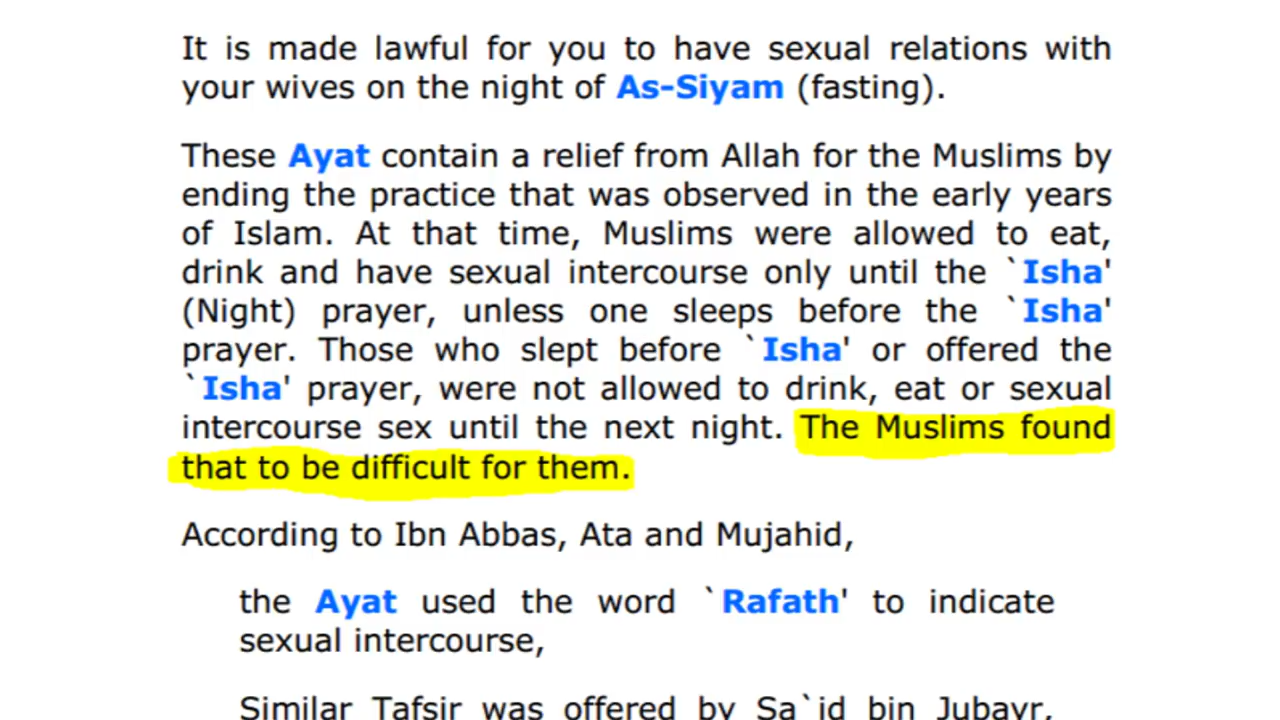 It is made lawful for you to have sexual relations with
your wives on the night of As-Siyam (fasting).
These Ayat contain a relief from Allah for the Muslims by
ending the practice that was observed in the early years
of Islam. At that time, Muslims were allowed to eat,
drink and have sexual intercourse only until the `Isha'
(Night) prayer, unless one sleeps before the `Isha'
prayer. Those who slept before `Isha' or offered the
`Isha' prayer, were not allowed to drink, eat or sexual
intercourse sex until the next night. The Muslims found
that to be difficult for them.
According to Ibn Abbas, Ata and Mujahid,
the Ayat used the word `Rafath' to indicate
sexual intercourse,
Similar Tafsir was offered by Sa`id bin Jubayr,